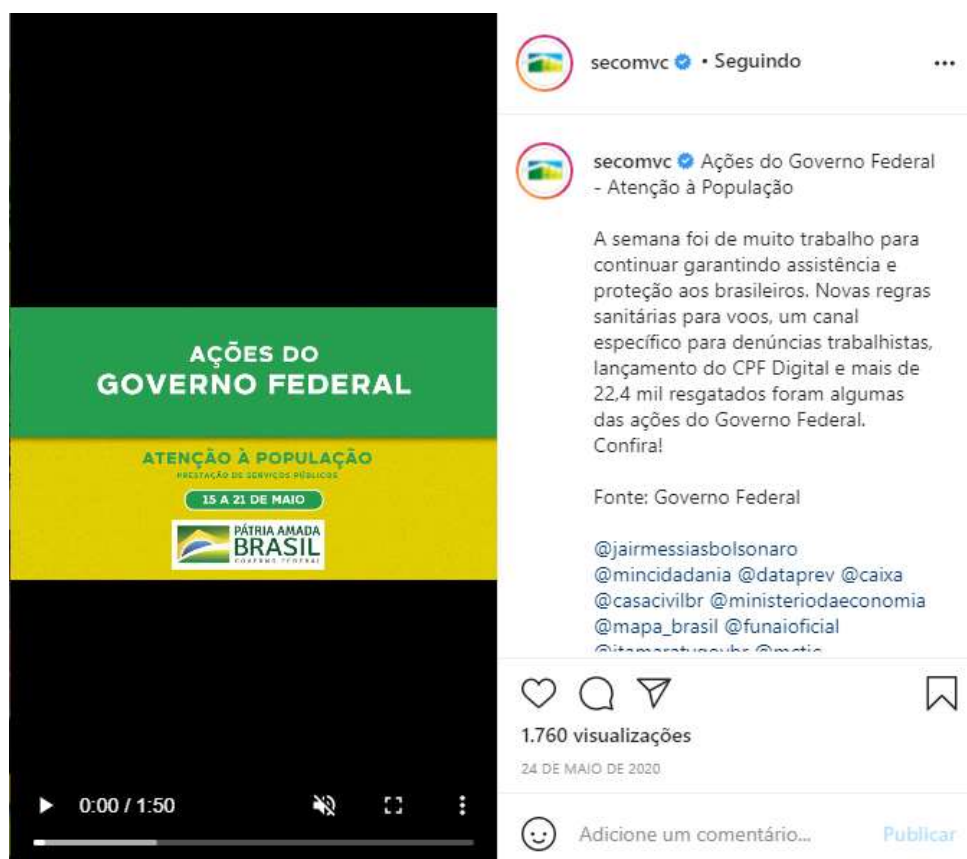 AÇÕES DO
GOVERNO FEDERAL
ATENÇÃO À POPULAÇÃO
PRESTAÇÃO DE SERVIÇOS PÚBLICOS
15 A 21 DE MAIO
PÁTRIA AMADA
BRASIL
GOVERNO FEDERAL
0:00 / 1:50
secomvc • Seguindo
secomvc Ações do Governo Federal
- Atenção à População
A semana foi de muito trabalho para
continuar garantindo assistência e
proteção aos brasileiros. Novas regras
sanitárias para voos, um canal
específico para denúncias trabalhistas,
lançamento do CPF Digital e mais de
22,4 mil resgatados foram algumas
das ações do Governo Federal.
Confira!
Fonte: Governo Federal
@jairmessiasbolsonaro
@mincidadania @dataprev @caixa
@casacivilbr @ministeriodaeconomia
@mapa_brasil @funaioficial
@itamaratygovbr @mctic
1.760 visualizações
24 DE MAIO DE 2020
Adicione um comentário...
Publicar